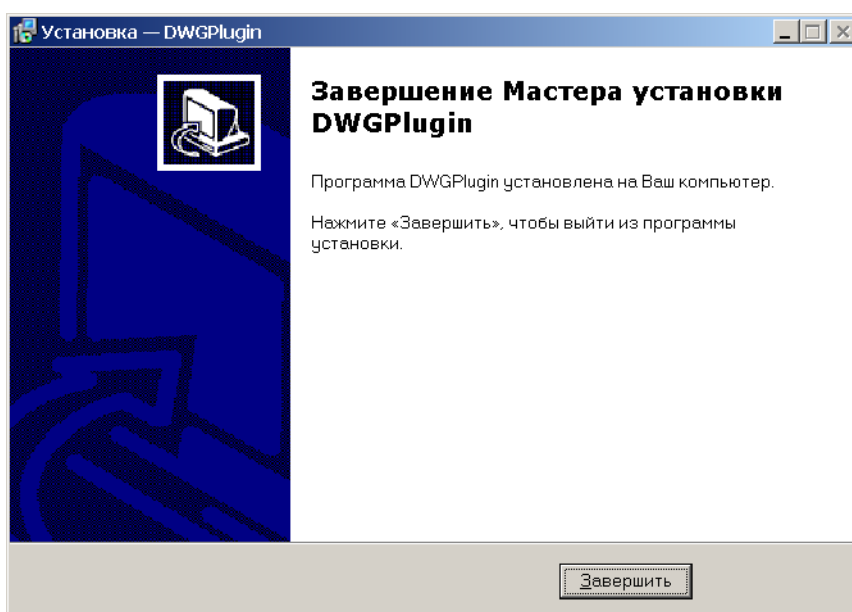 Установка — DWGPlugin
Завершение Мастера установки
DWGPlugin
Программа DWGPlugin установлена на Ваш компьютер.
Нажмите «Завершить», чтобы выйти из программы
установки.
Завершить